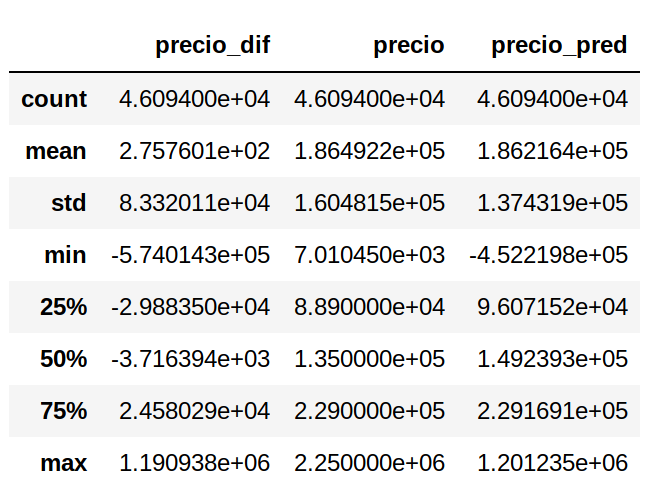 precio_dif precio precio_pred
count 4.609400e+04 4.609400e+04 4.609400e+04
mean 2.757601e+02 1.864922e+05 1.862164e+05
std 8.332011e+04 1.604815e+05 1.374319e+05
min -5.740143e+05 7.010450e+03 -4.522198e+05
25% -2.988350e+04 8.890000e+04 9.607152e+04
50% -3.716394e+03 1.350000e+05 1.492393e+05
75% 2.458029e+04 2.290000e+05 2.291691e+05
max 1.190938e+06 2.250000e+06 1.201235e+06